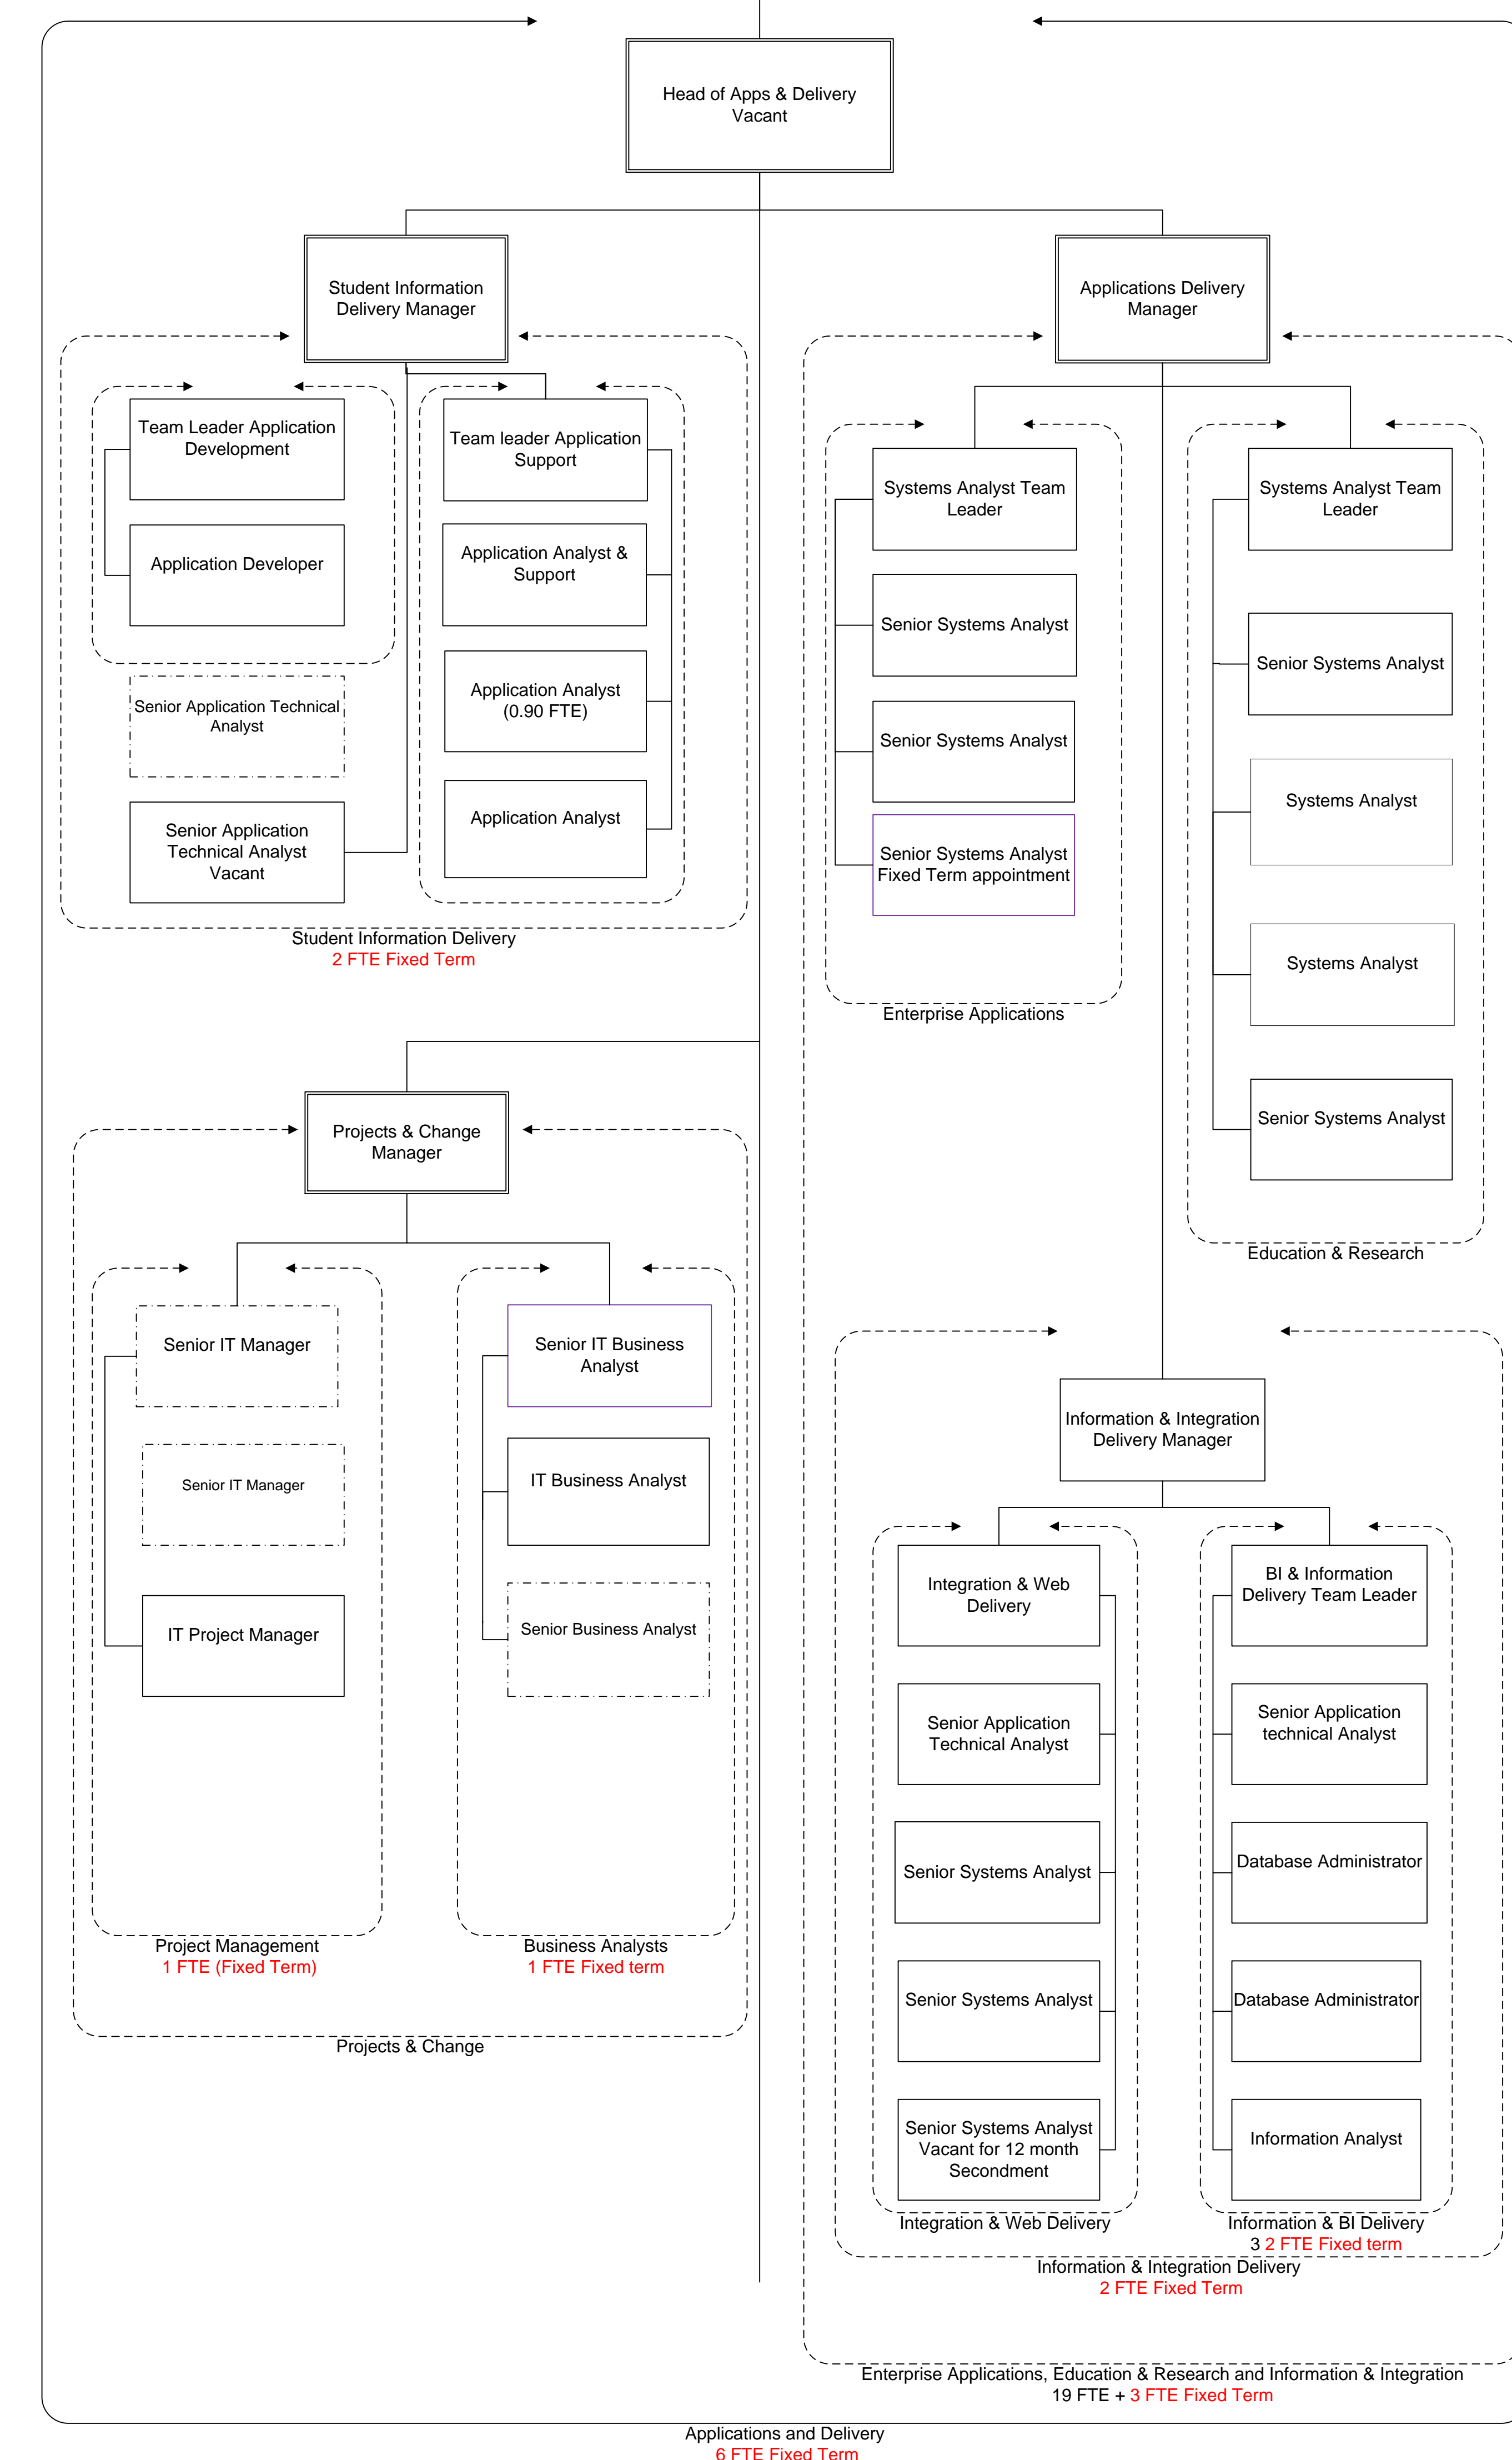 Head of Apps & Delivery
Vacant
Student Information
Delivery Manager
Applications Delivery
Manager
Team Leader Application
Development
Application Developer
Senior Application Technical
Analyst
Senior Application
Technical Analyst
Vacant
Team leader Application
Support
Application Analyst &
Support
Application Analyst
(0.90 FTE)
Application Analyst
Student Information Delivery
2 FTE Fixed Term
Systems Analyst Team
Leader
Senior Systems Analyst
Senior Systems Analyst
Senior Systems Analyst
Fixed Term appointment
Enterprise Applications
Systems Analyst Team
Leader
Senior Systems Analyst
Systems Analyst
Systems Analyst
Senior Systems Analyst
Education & Research
Projects & Change
Manager
Senior IT Manager
Senior IT Manager
IT Project Manager
Project Management
1 FTE (Fixed Term)
Senior IT Business
Analyst
IT Business Analyst
Senior Business Analyst
Business Analysts
1 FTE Fixed term
Projects & Change
Information & Integration
Delivery Manager
Integration & Web
Delivery
Senior Application
Technical Analyst
Senior Systems Analyst
Senior Systems Analyst
Senior Systems Analyst
Vacant for 12 month
Secondment
Integration & Web Delivery
BI & Information
Delivery Team Leader
Senior Application
technical Analyst
Database Administrator
Database Administrator
Information Analyst
Information & BI Delivery
3 2 FTE Fixed term
Information & Integration Delivery
2 FTE Fixed Term
Enterprise Applications, Education & Research and Information & Integration
19 FTE + 3 FTE Fixed Term
Applications and Delivery
6 FTE Fixed Term